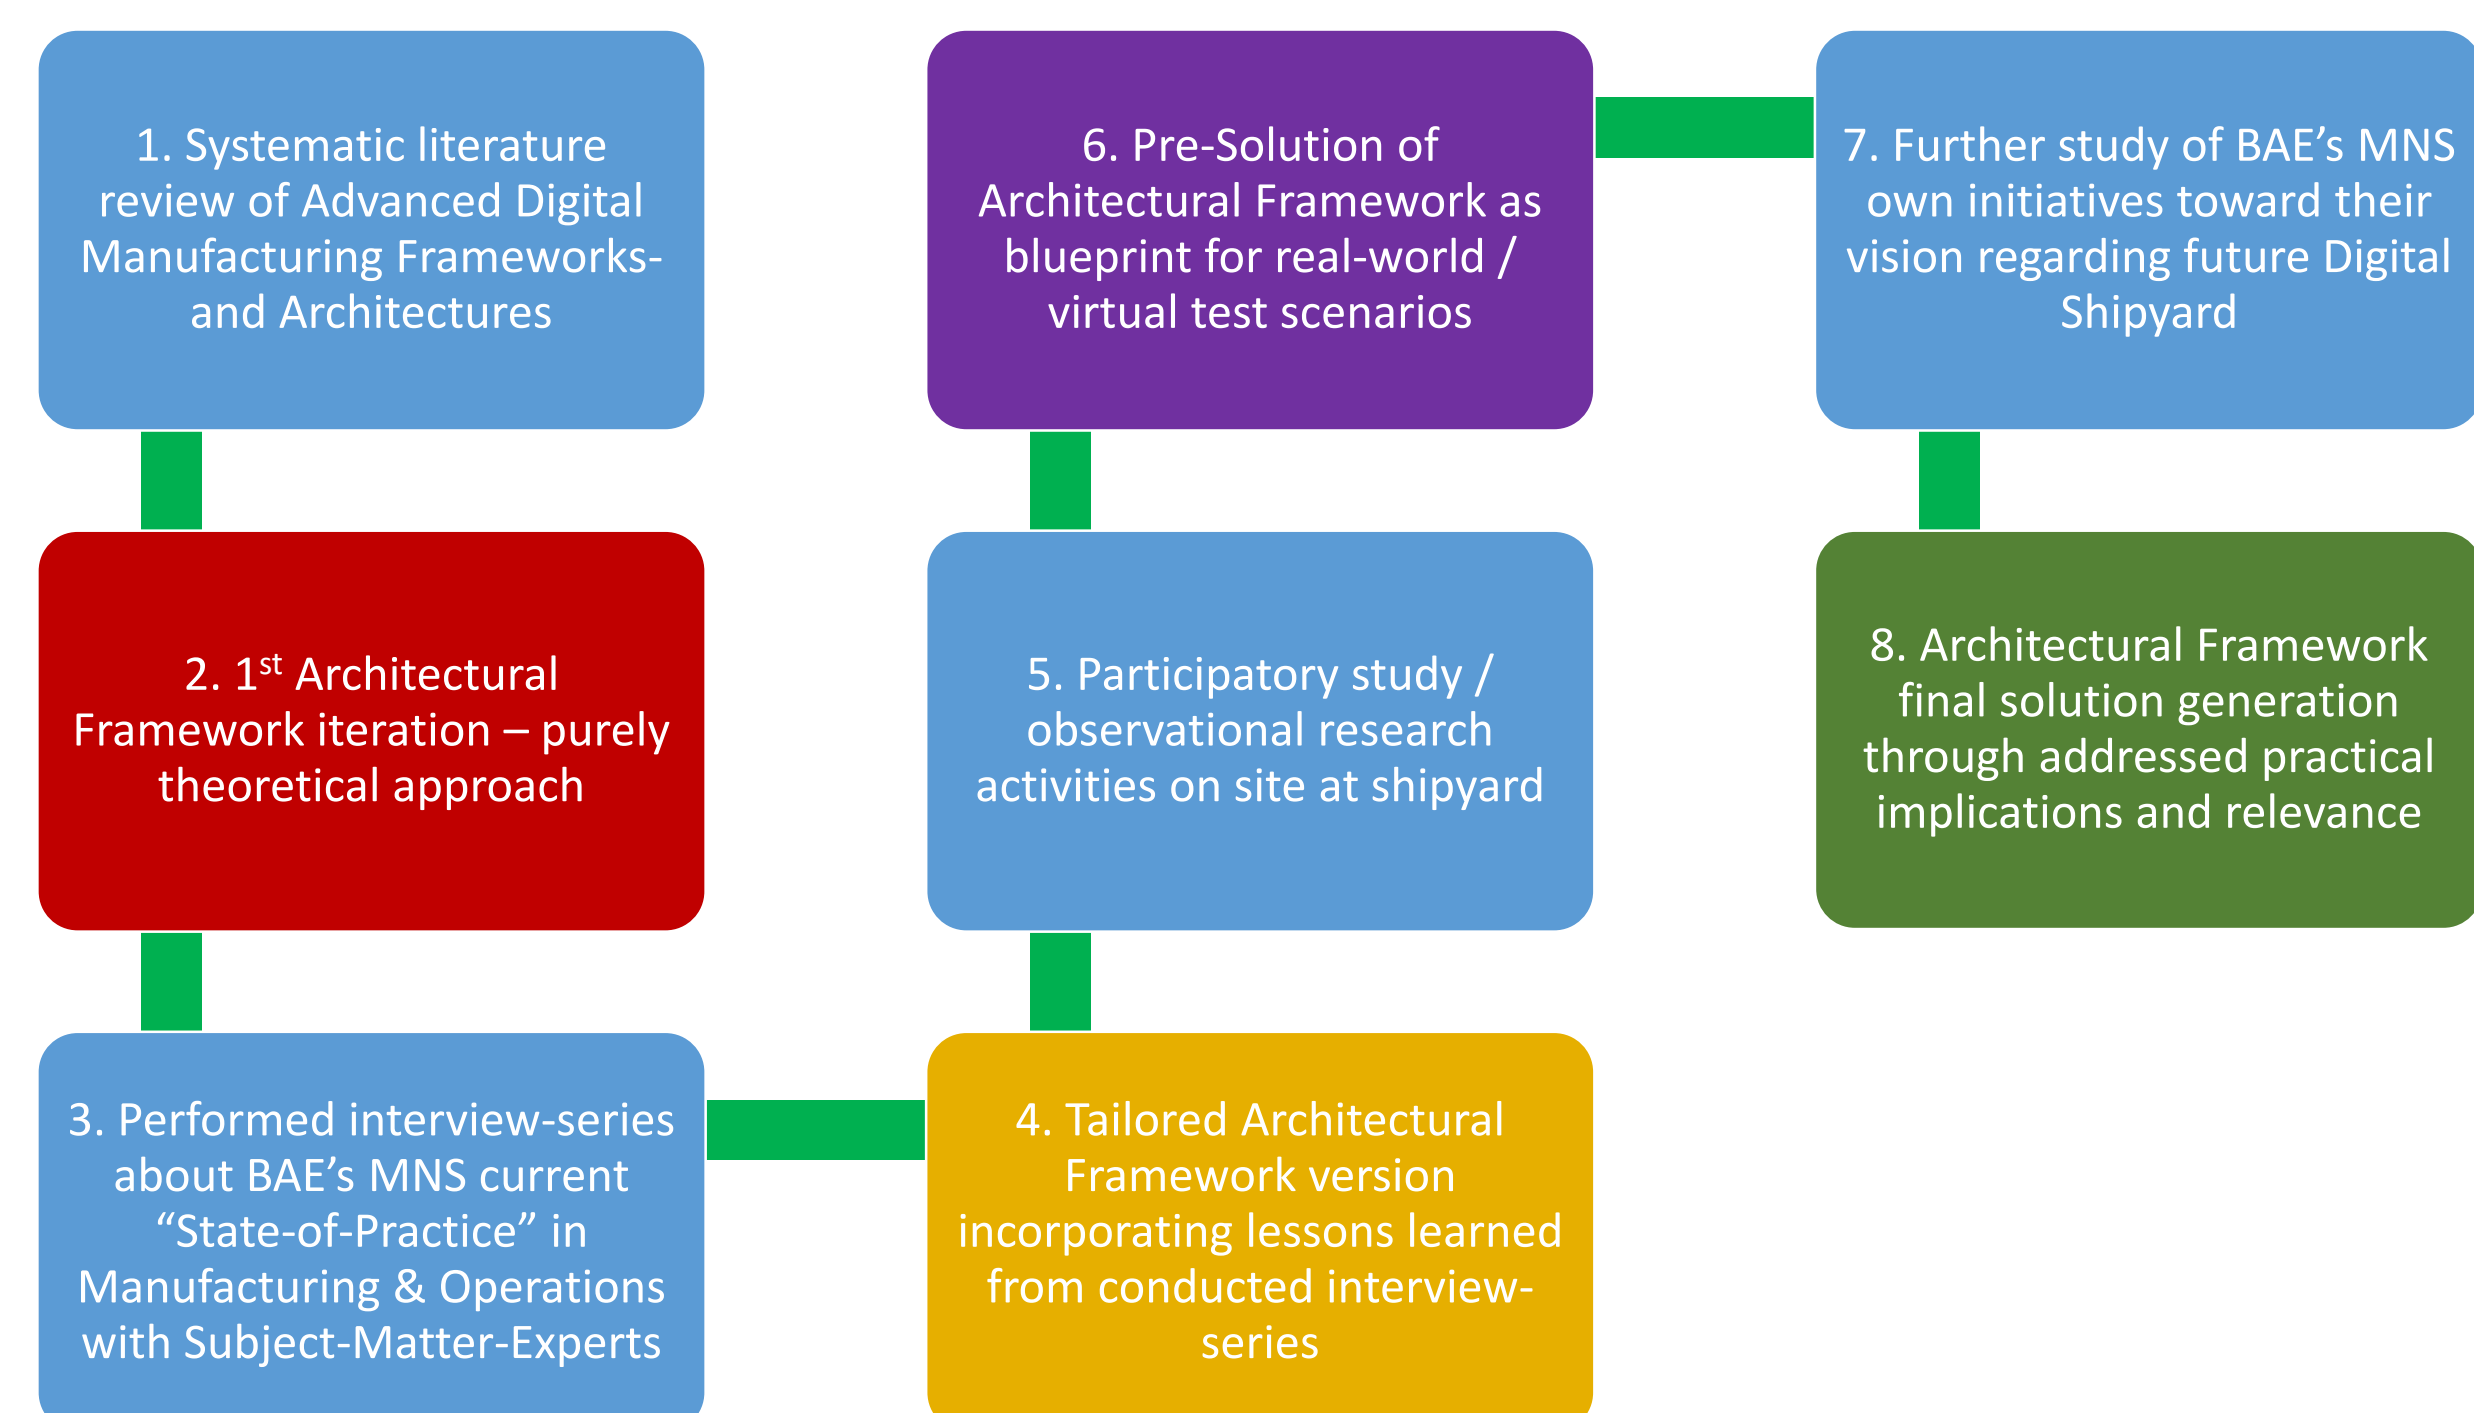 1. Systematic literature
review of Advanced Digital
Manufacturing Frameworks-
and Architectures
2. 1st Architectural
Framework iteration – purely
theoretical approach
3. Performed interview-series
about BAE’s MNS current
“State-of-Practice” in
Manufacturing & Operations
with Subject-Matter-Experts
4. Tailored Architectural
Framework version
incorporating lessons learned
from conducted interview-
series
5. Participatory study /
observational research
activities on site at shipyard
6. Pre-Solution of
Architectural Framework as
blueprint for real-world /
virtual test scenarios
7. Further study of BAE’s MNS
own initiatives toward their
vision regarding future Digital
Shipyard
8. Architectural Framework
final solution generation
through addressed practical
implications and relevance